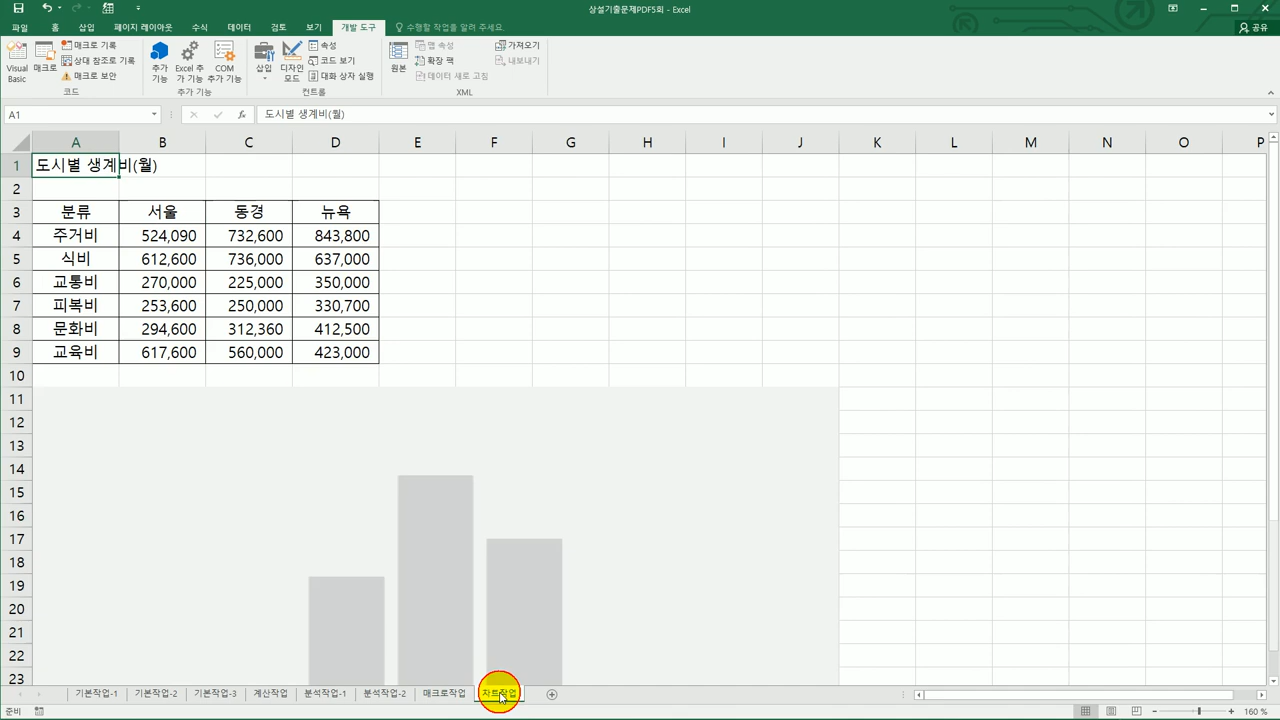 상설기출문제PDF5회 - Excel
파일 홈 삽입 페이지 레이아웃 수식 데이터 검토 보기 개발 도구 수행할 작업을 알려 주세요. 공유
Visual Basic
매크로
매크로 기록
상대 참조로 기록
매크로 보안
코드
추가 기능
Excel 추가 기능
COM 추가 기능
추가 기능
삽입
디자인 모드
속성
코드 보기
대화 상자 실행
컨트롤
원본
맵 속성
확장 팩
데이터 새로 고침
가져오기
내보내기
XML
A1 fx 도시별 생계비(월)
A B C D E F G H I J K L M N O P
1 도시별 생계비(월)
2
3 분류 서울 동경 뉴욕
4 주거비 524,090 732,600 843,800
5 식비 612,600 736,000 637,000
6 교통비 270,000 225,000 350,000
7 피복비 253,600 250,000 330,700
8 문화비 294,600 312,360 412,500
9 교육비 617,600 560,000 423,000
10
11
12
13
14
15
16
17
18
19
20
21
22
23
기본작업-1 기본작업-2 기본작업-3 계산작업 분석작업-1 분석작업-2 매크로작업 차트작업
준비 160 %